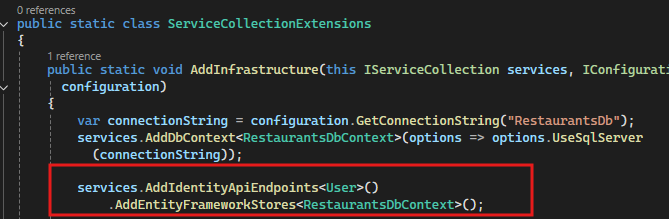 0 references
public static class ServiceCollectionExtensions
{
1 reference
public static void AddInfrastructure(this IServiceCollection services,
configuration)
{
var connectionString = configuration.GetConnectionString("RestaurantsDb");
services.AddDbContext<RestaurantsDbContext>(options => options.UseSqlServer
(connectionString));
services.AddIdentityApiEndpoints<User>()
.AddEntityFrameworkStores<RestaurantsDbContext>();